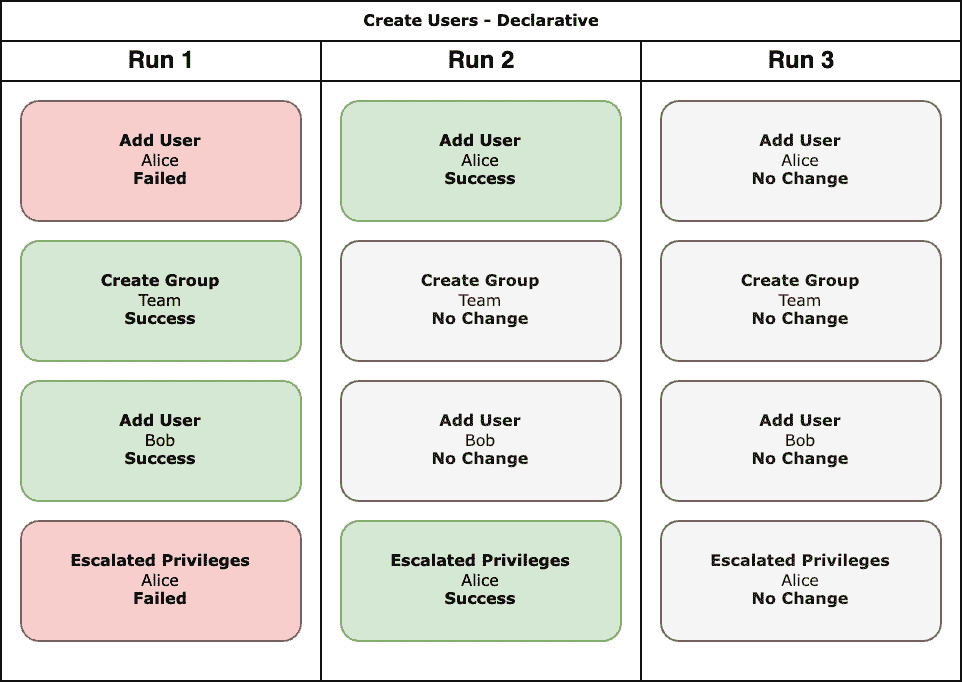 Create Users - Declarative
Run 1
Run 2
Run 3
Add User
Alice
Failed
Add User
Alice
Success
Add User
Alice
No Change
Create Group
Team
Success
Create Group
Team
No Change
Create Group
Team
No Change
Add User
Bob
Success
Add User
Bob
No Change
Add User
Bob
No Change
Escalated Privileges
Alice
Failed
Escalated Privileges
Alice
Success
Escalated Privileges
Alice
No Change